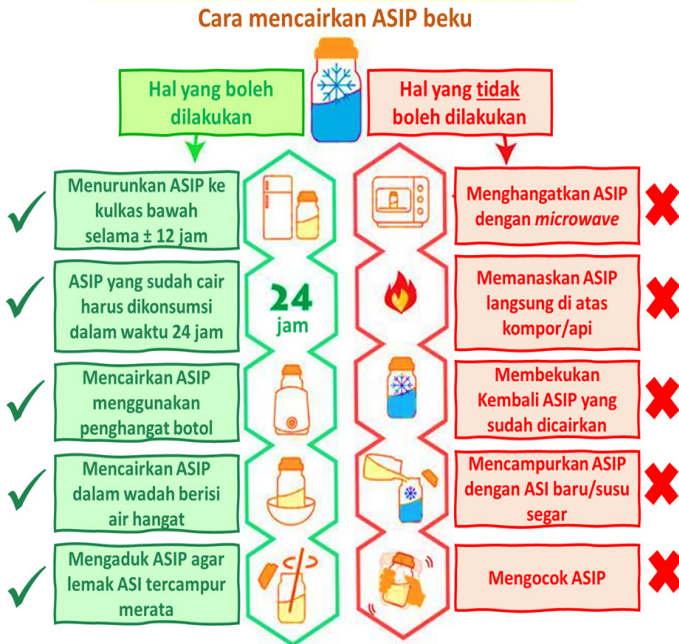 Cara mencairkan ASIP beku
Hal yang boleh
dilakukan
Menurunkan ASIP ke
kulkas bawah
selama ± 12 jam
ASIP yang sudah cair
harus dikonsumsi
dalam waktu 24 jam
24
jam
Mencairkan ASIP
menggunakan
penghangat botol
Mencairkan ASIP
dalam wadah berisi
air hangat
Mengaduk ASIP agar
lemak ASI tercampur
merata
Hal yang tidak
boleh dilakukan
Menghangatkan ASIP
dengan microwave
Memanaskan ASIP
langsung di atas
kompor/api
Membekukan
Kembali ASIP yang
sudah dicairkan
Mencampurkan ASIP
dengan ASI baru/susu
segar
Mengocok ASIP